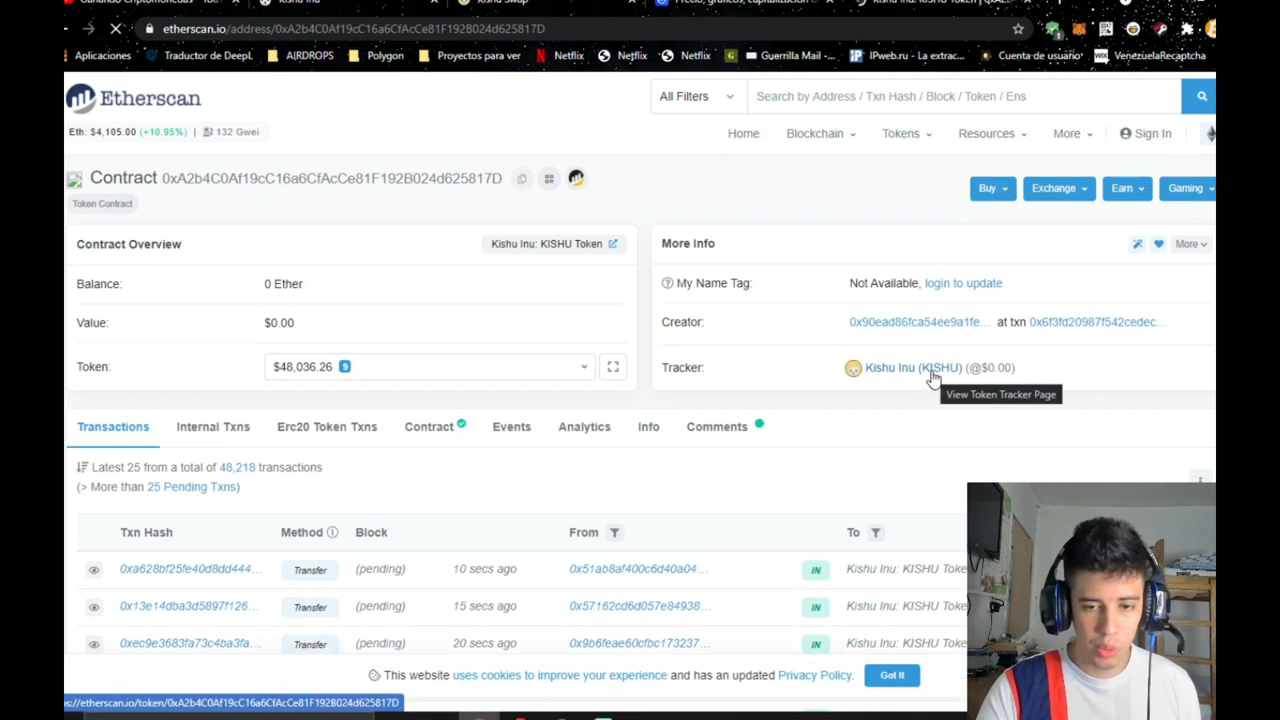 Kishu Inu
Kishu Swap
etherscan.io/address/0xA2b4C0Af19cC16a6CfAcCe81F192B024d625817D
Aplicaciones Traductor de DeepL AIRDROPS Polygon Proyectos para ver Netflix Netflix Netflix Guerrilla Mail -... IPweb.ru - La extrac... Cuenta de usuario VenezuelaRecaptcha
Etherscan
All Filters Search by Address / Txn Hash / Block / Token / Ens
Eth: $4,105.00 (+10.95%) | 132 Gwei
Home Blockchain Tokens Resources More Sign In
Contract 0xA2b4C0Af19cC16a6CfAcCe81F192B024d625817D
Buy Exchange Earn Gaming
Token Contract
Contract Overview Kishu Inu: KISHU Token
More Info More
Balance: 0 Ether
My Name Tag: Not Available, login to update
Value: $0.00
Creator: 0x90ead86fca54ee9a1fe... at txn 0x6f3fd20987f542cedec...
Token: $48,036.26 9
Tracker: Kishu Inu (KISHU) (@$0.00)
View Token Tracker Page
Transactions Internal Txns Erc20 Token Txns Contract Events Analytics Info Comments
Latest 25 from a total of 48,218 transactions
(> More than 25 Pending Txns)
Txn Hash Method Block From To
0xa628bf25fe40d8dd444... Transfer (pending) 10 secs ago 0x51ab8af400c6d40a04... IN Kishu Inu: KISHU Toke
0x13e14dba3d5897f126... Transfer (pending) 15 secs ago 0x57162cd6d057e84938... IN Kishu Inu: KISHU Toke
0xec9e3683fa73c4ba3fa... Transfer (pending) 20 secs ago 0x9b6feae60cfbc173237... IN Kishu Inu: KISHU Toke
This website uses cookies to improve your experience and has an updated Privacy Policy. Got It
ps://etherscan.io/token/0xA2b4C0Af19cC16a6CfAcCe81F192B024d625817D